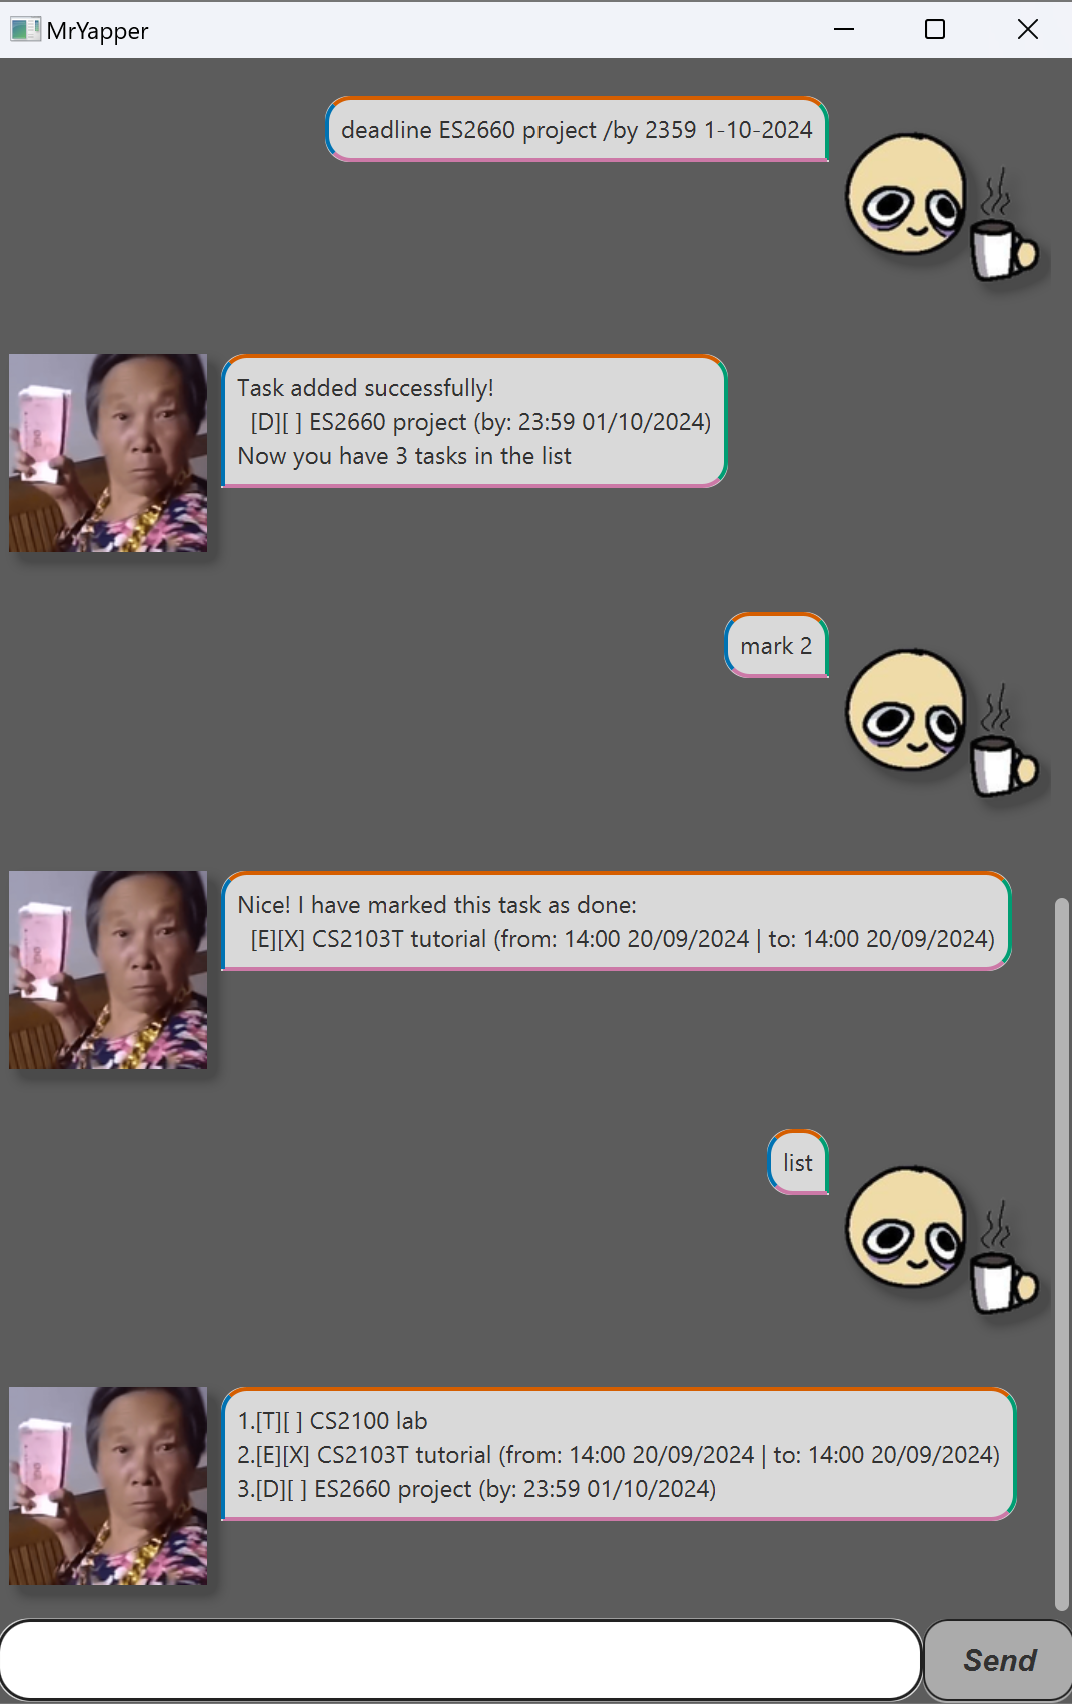 MrYapper
deadline ES2660 project /by 2359 1-10-2024
Task added successfully!
[D][ ] ES2660 project (by: 23:59 01/10/2024)
Now you have 3 tasks in the list
mark 2
Nice! I have marked this task as done:
[E][X] CS2103T tutorial (from: 14:00 20/09/2024 | to: 14:00 20/09/2024)
list
1.[T][ ] CS2100 lab
2.[E][X] CS2103T tutorial (from: 14:00 20/09/2024 | to: 14:00 20/09/2024)
3.[D][ ] ES2660 project (by: 23:59 01/10/2024)
Send